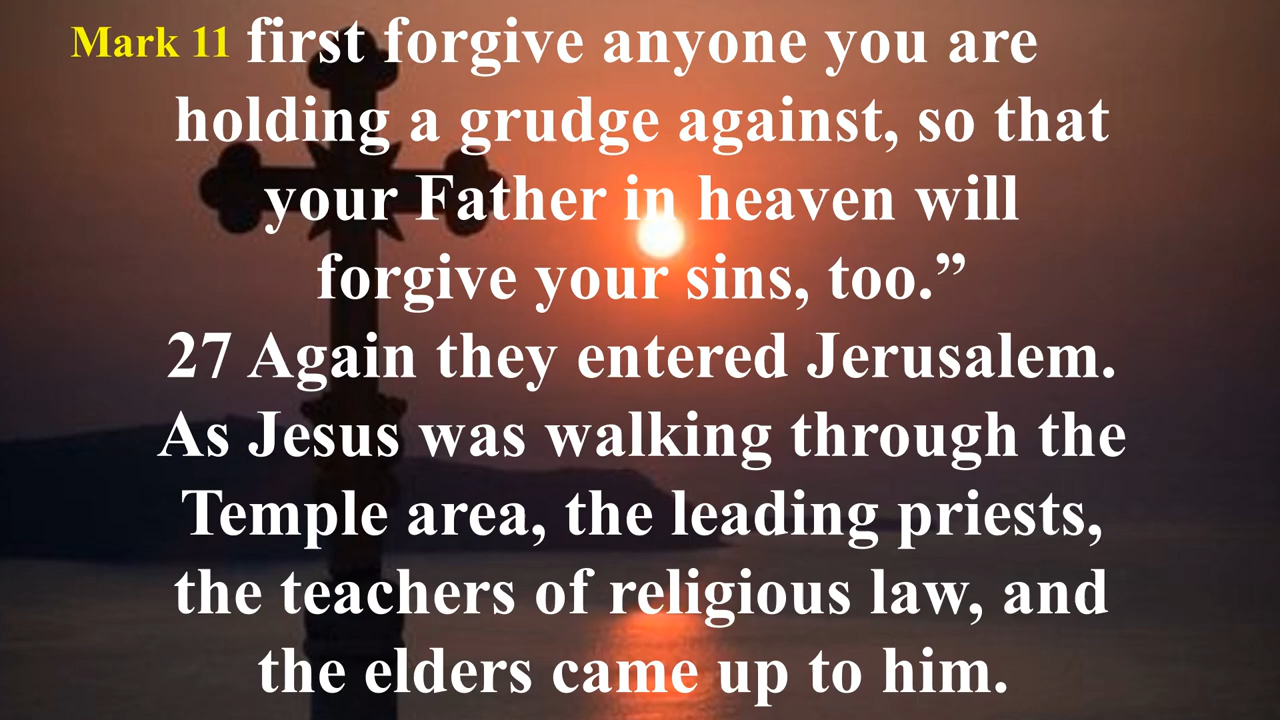 Mark 11 first forgive anyone you are
holding a grudge against, so that
your Father in heaven will
forgive your sins, too.”
27 Again they entered Jerusalem.
As Jesus was walking through the
Temple area, the leading priests,
the teachers of religious law, and
the elders came up to him.